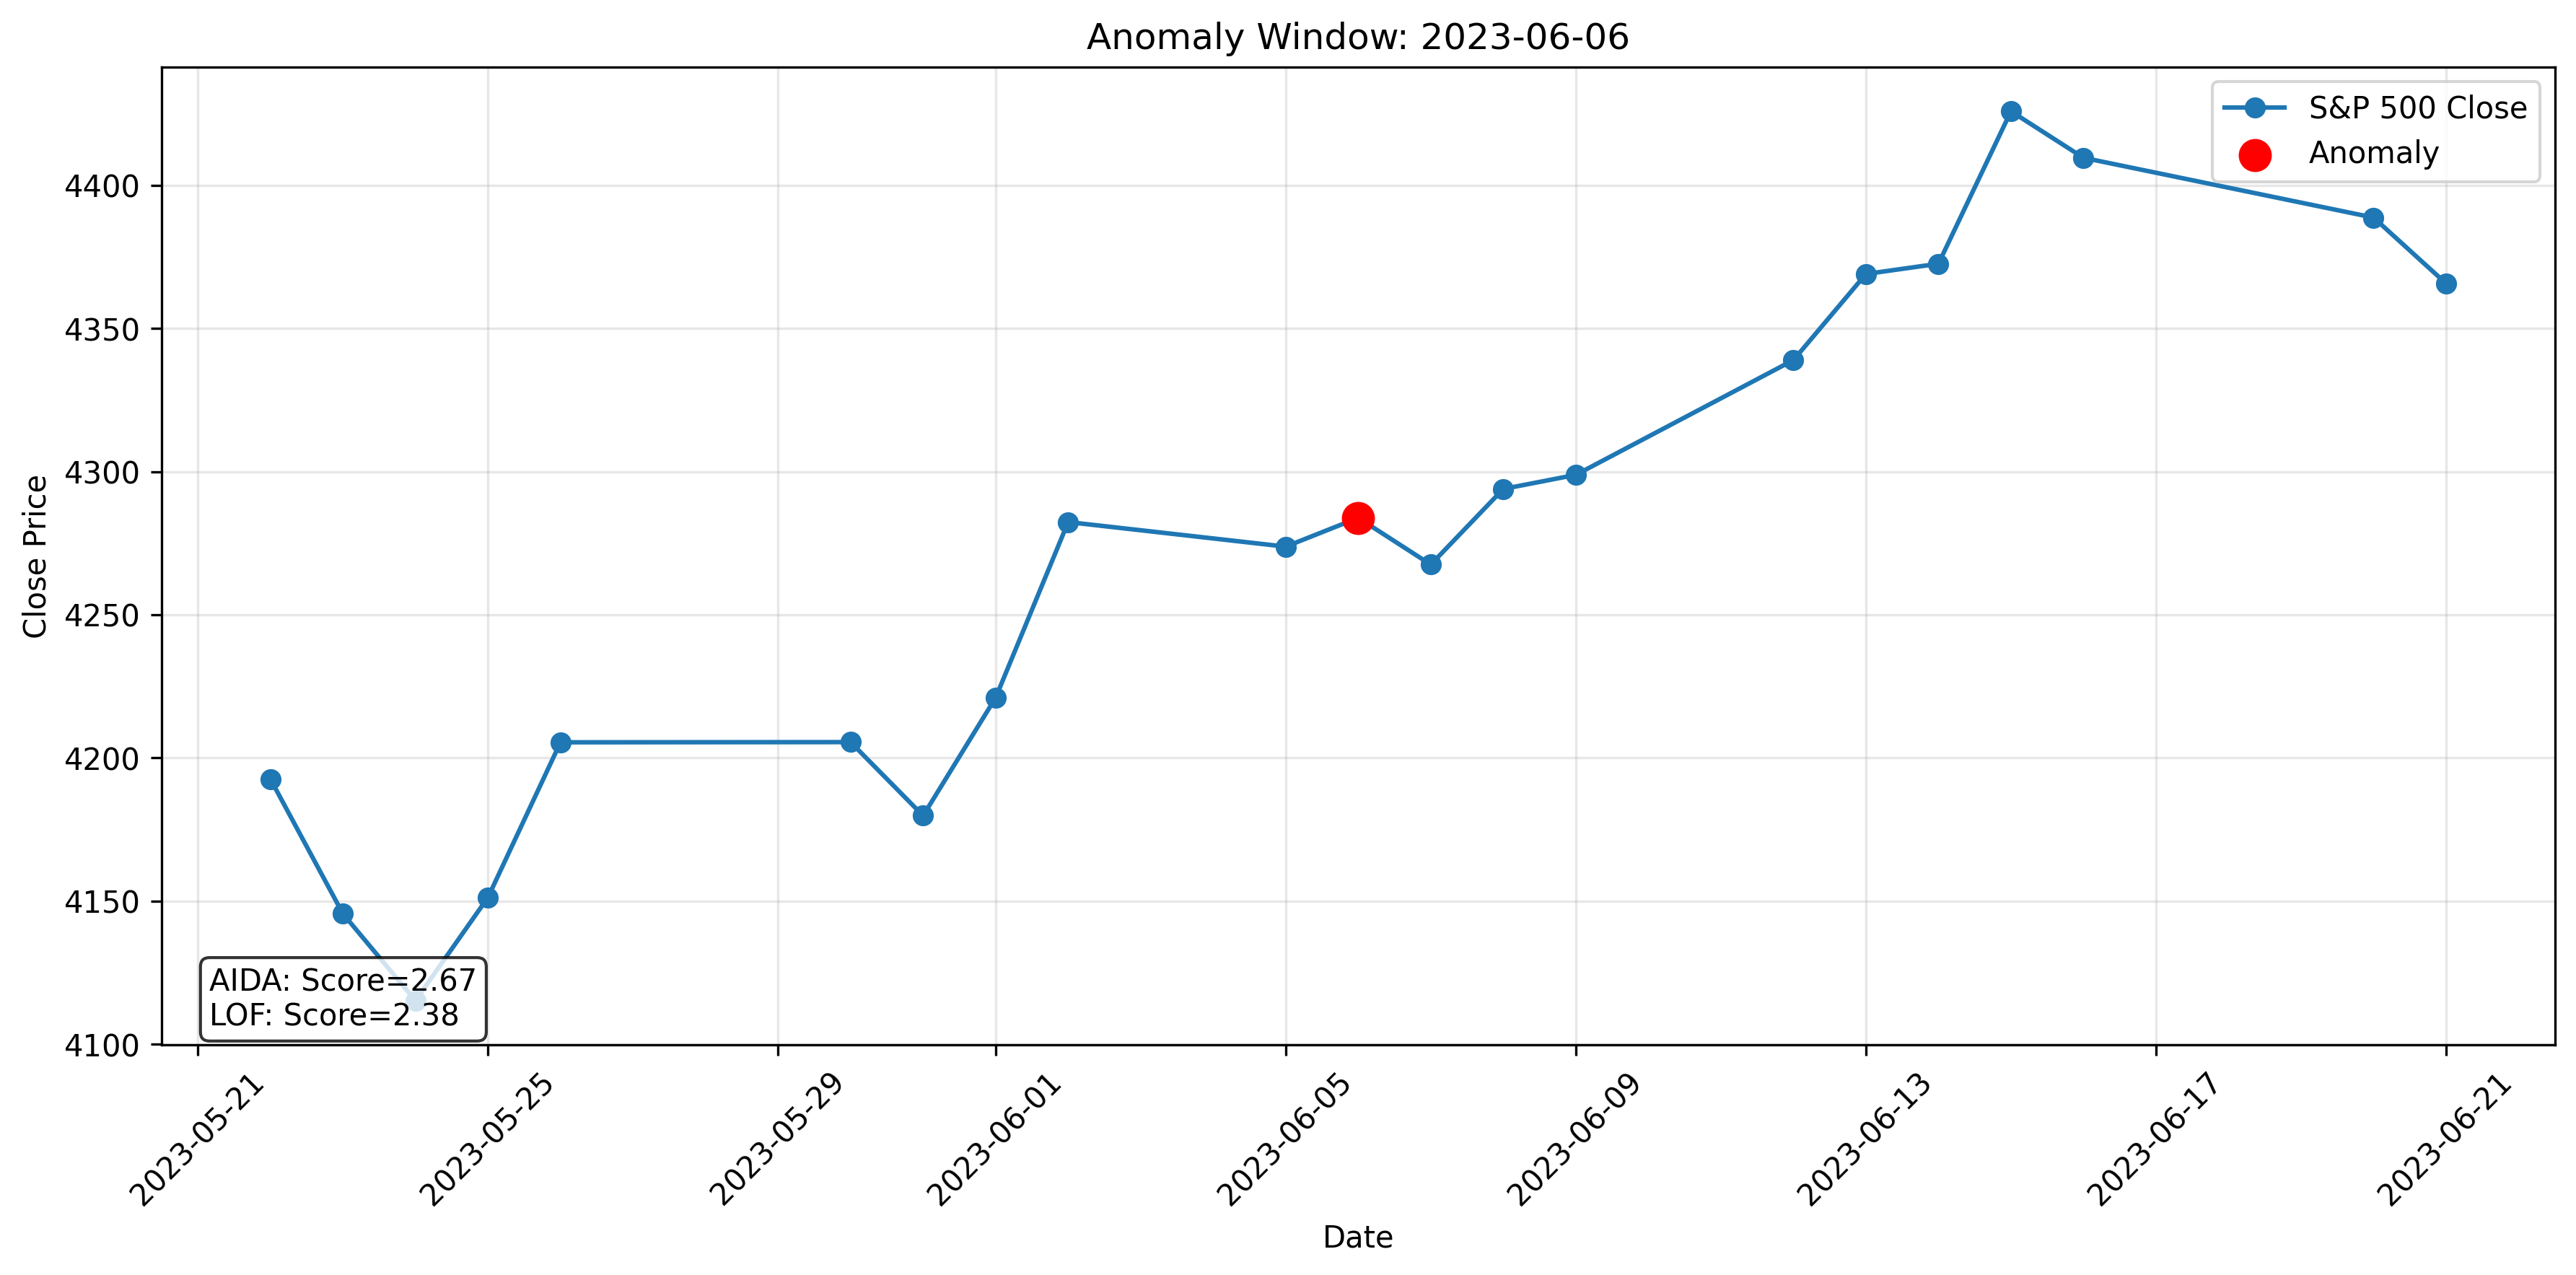 Anomaly Window: 2023-06-06
S&P 500 Close
Anomaly
4400
4350
4300
4250
4200
4150
4100
Close Price
AIDA: Score=2.67
LOF: Score=2.38
2023-05-21
2023-05-25
2023-05-29
2023-06-01
2023-06-05
2023-06-09
2023-06-13
2023-06-17
2023-06-21
Date